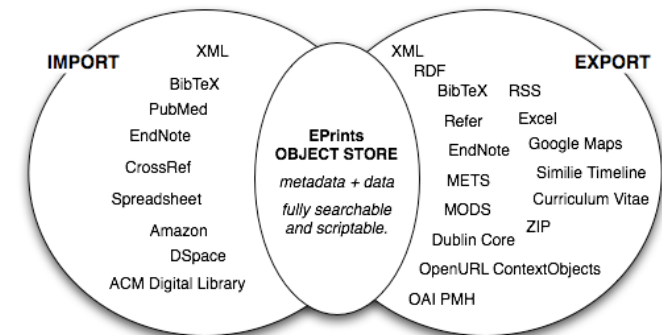 IMPORT
XML
BibTeX
PubMed
EndNote
CrossRef
Spreadsheet
Amazon
DSpace
ACM Digital Library
EPrints
OBJECT STORE
metadata + data
fully searchable
and scriptable.
EXPORT
XML
RDF
BibTeX RSS
Refer Excel
EndNote Google Maps
METS Similie Timeline
MODS Curriculum Vitae
Dublin Core ZIP
OpenURL ContextObjects
OAI PMH